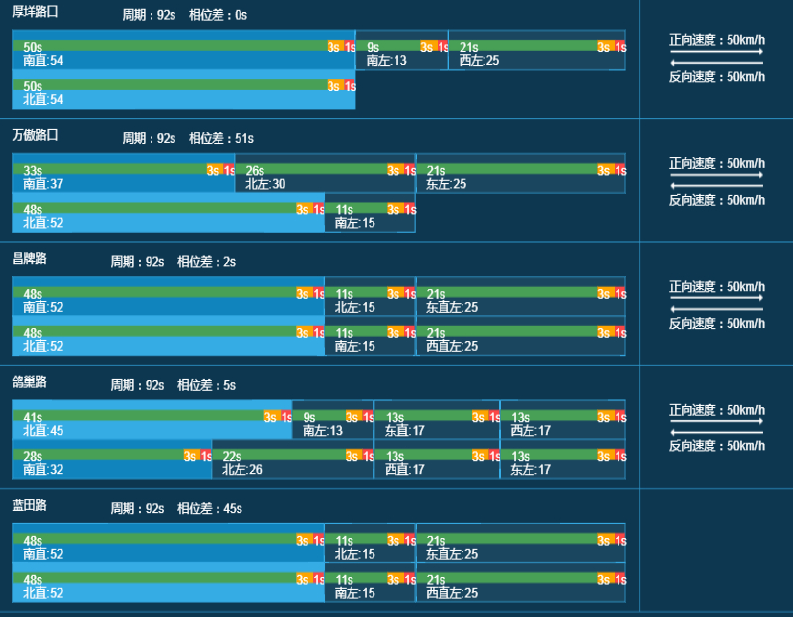 厚垟路口 周期：92s 相位差：0s
50s 3s 1s 9s 3s 1s 21s 3s 1s
南直:54 南左:13 西左:25
50s 3s 1s
北直:54
正向速度：50km/h
反向速度：50km/h
万傲路口 周期：92s 相位差：51s
33s 3s 1s 26s 3s 1s 21s 3s 1s
南直:37 北左:30 东左:25
48s 3s 1s 11s 3s 1s
北直:52 南左:15
正向速度：50km/h
反向速度：50km/h
昌牌路 周期：92s 相位差：2s
48s 3s 1s 11s 3s 1s 21s 3s 1s
南直:52 北左:15 东直左:25
48s 3s 1s 11s 3s 1s 21s 3s 1s
北直:52 南左:15 西直左:25
正向速度：50km/h
反向速度：50km/h
鸽巢路 周期：92s 相位差：5s
41s 3s 1s 9s 3s 1s 13s 3s 1s 13s 3s 1s
北直:45 南左:13 东直:17 西左:17
28s 3s 1s 22s 3s 1s 13s 3s 1s 13s 3s 1s
南直:32 北左:26 西直:17 东左:17
正向速度：50km/h
反向速度：50km/h
蓝田路 周期：92s 相位差：45s
48s 3s 1s 11s 3s 1s 21s 3s 1s
南直:52 北左:15 东直左:25
48s 3s 1s 11s 3s 1s 21s 3s 1s
北直:52 南左:15 西直左:25